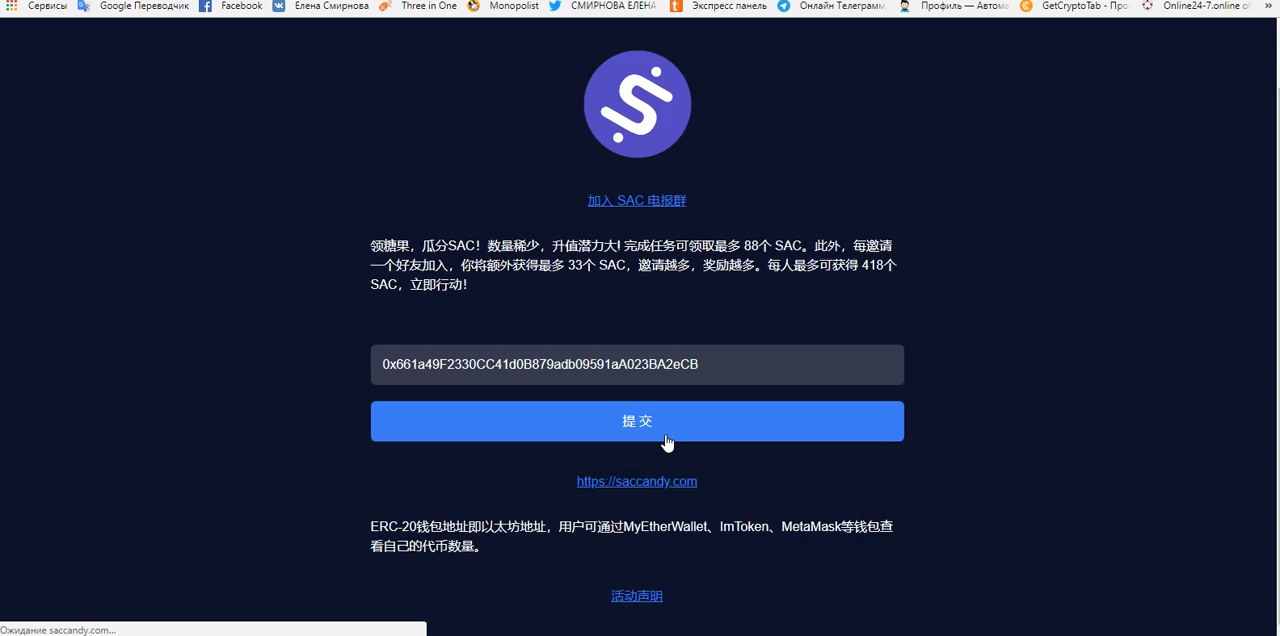 Сервисы Google Переводчик Facebook Елена Смирнова Three in One Monopolist СМИРНОВА ЕЛЕНА Экспресс панель Онлайн Телеграмм Профиль — Автома GetCryptoTab - Про Online24-7.online о »
加入 SAC 电报群
领糖果，瓜分SAC！数量稀少，升值潜力大! 完成任务可领取最多 88个 SAC。此外，每邀请
一个好友加入，你将额外获得最多 33个 SAC，邀请越多，奖励越多。每人最多可获得 418个
SAC，立即行动！
0x661a49F2330CC41d0B879adb09591aA023BA2eCB
提 交
https://saccandy.com
ERC-20钱包地址即以太坊地址，用户可通过MyEtherWallet、ImToken、MetaMask等钱包查
看自己的代币数量。
活动声明
Ожидание saccandy.com...